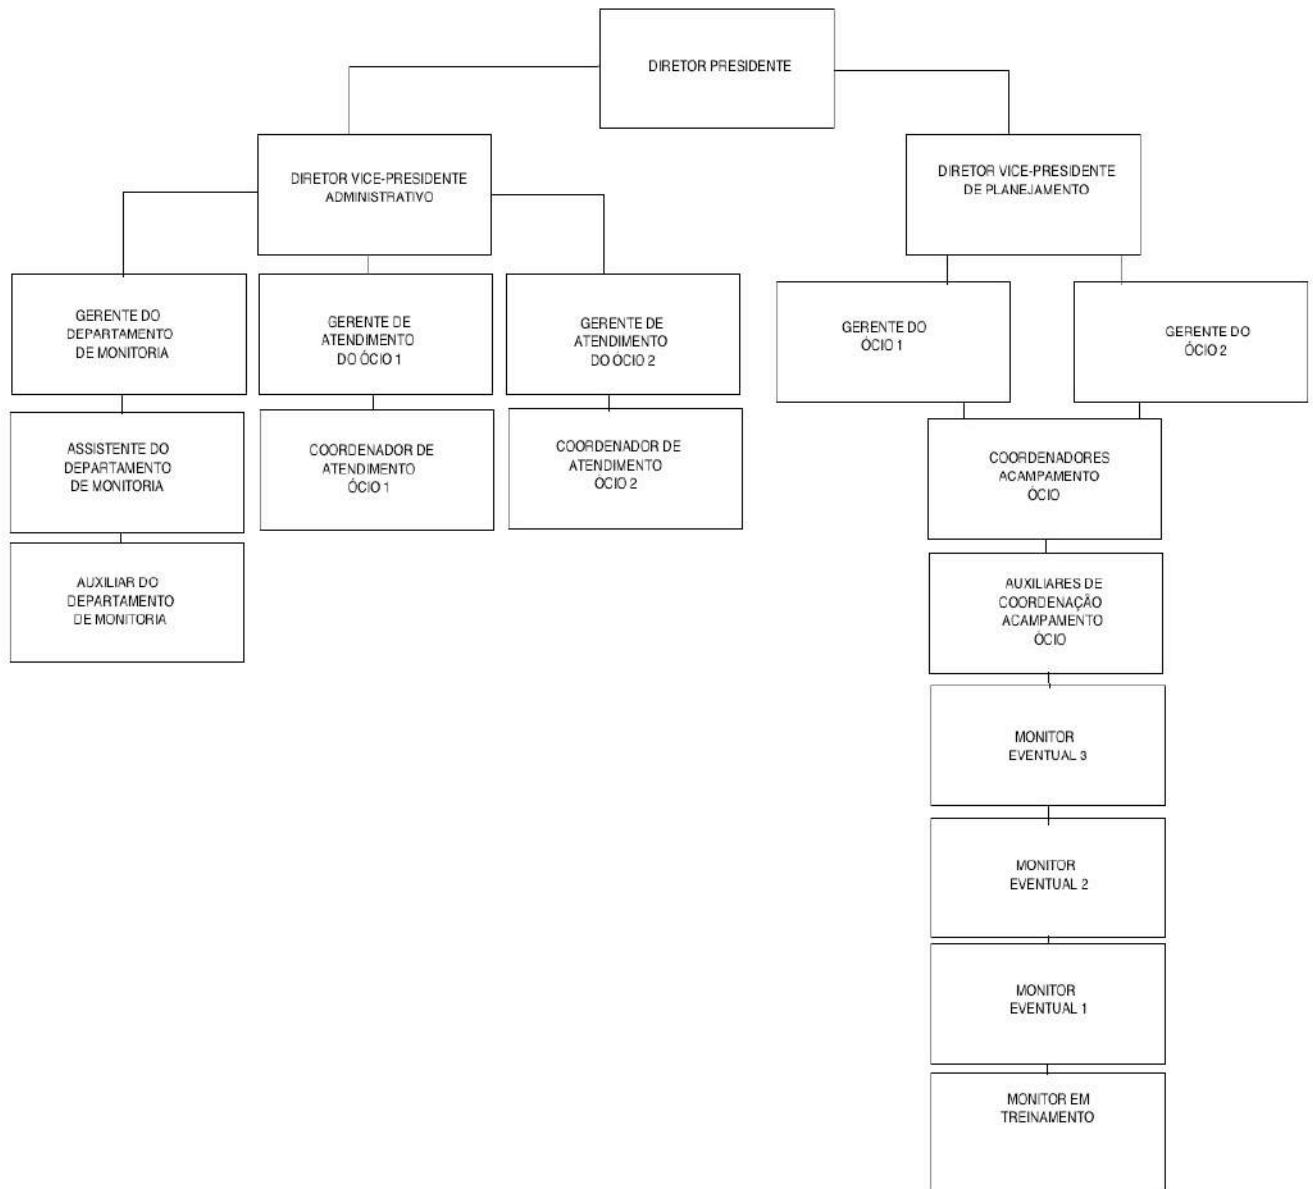 DIRETOR PRESIDENTE
DIRETOR VICE-PRESIDENTE
ADMINISTRATIVO
DIRETOR VICE-PRESIDENTE
DE PLANEJAMENTO
GERENTE DO
DEPARTAMENTO
DE MONITORIA
GERENTE DE
ATENDIMENTO
DO ÓCIO 1
GERENTE DE
ATENDIMENTO
DO ÓCIO 2
GERENTE DO
ÓCIO 1
GERENTE DO
ÓCIO 2
ASSISTENTE DO
DEPARTAMENTO
DE MONITORIA
COORDENADOR DE
ATENDIMENTO
ÓCIO 1
COORDENADOR DE
ATENDIMENTO
ÓCIO 2
COORDENADORES
ACAMPAMENTO
ÓCIO
AUXILIAR DO
DEPARTAMENTO
DE MONITORIA
AUXILIARES DE
COORDENAÇÃO
ACAMPAMENTO
ÓCIO
MONITOR
EVENTUAL 3
MONITOR
EVENTUAL 2
MONITOR
EVENTUAL 1
MONITOR EM
TREINAMENTO